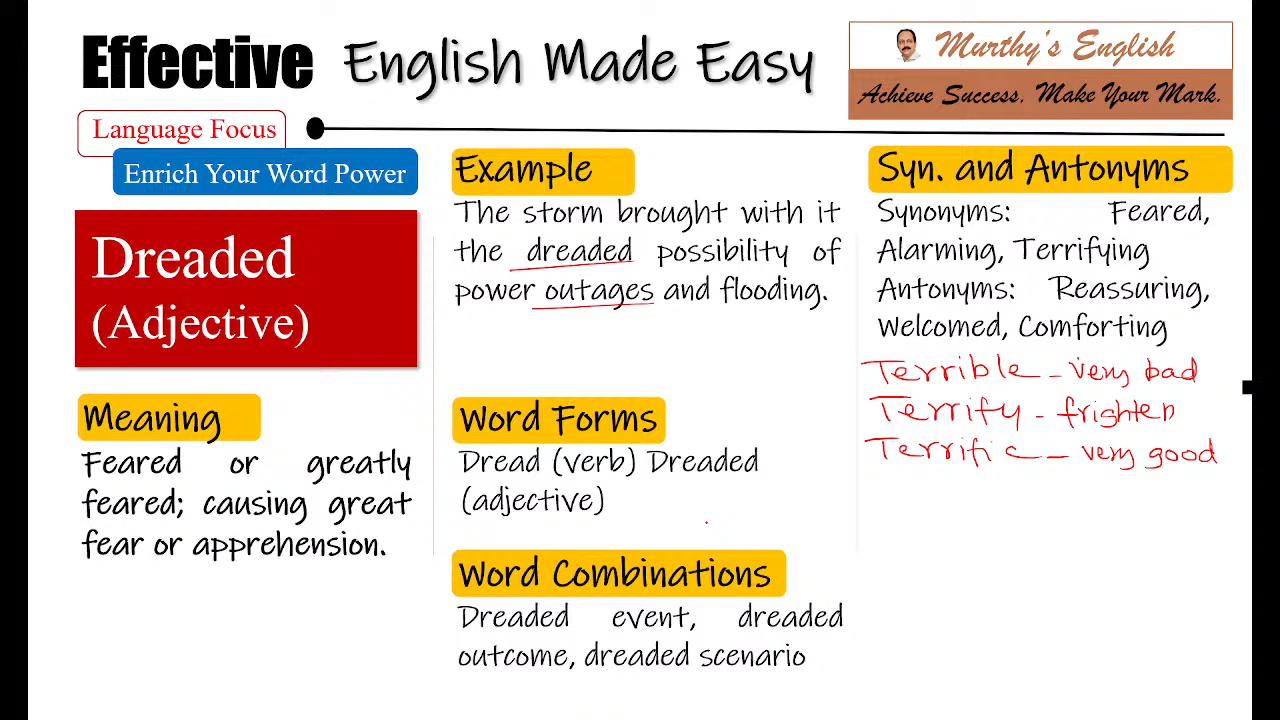 Effective English Made Easy
Murthy's English
Achieve Success. Make Your Mark.
Language Focus
Enrich Your Word Power
Dreaded
(Adjective)
Meaning
Feared or greatly
feared; causing great
fear or apprehension.
Example
The storm brought with it
the dreaded possibility of
power outages and flooding.
Word Forms
Dread (verb) Dreaded
(adjective)
Word Combinations
Dreaded event, dreaded
outcome, dreaded scenario
Syn. and Antonyms
Synonyms: Feared,
Alarming, Terrifying
Antonyms: Reassuring,
Welcomed, Comforting
Terrible - very bad
Terrify - frighten
Terrific - very good